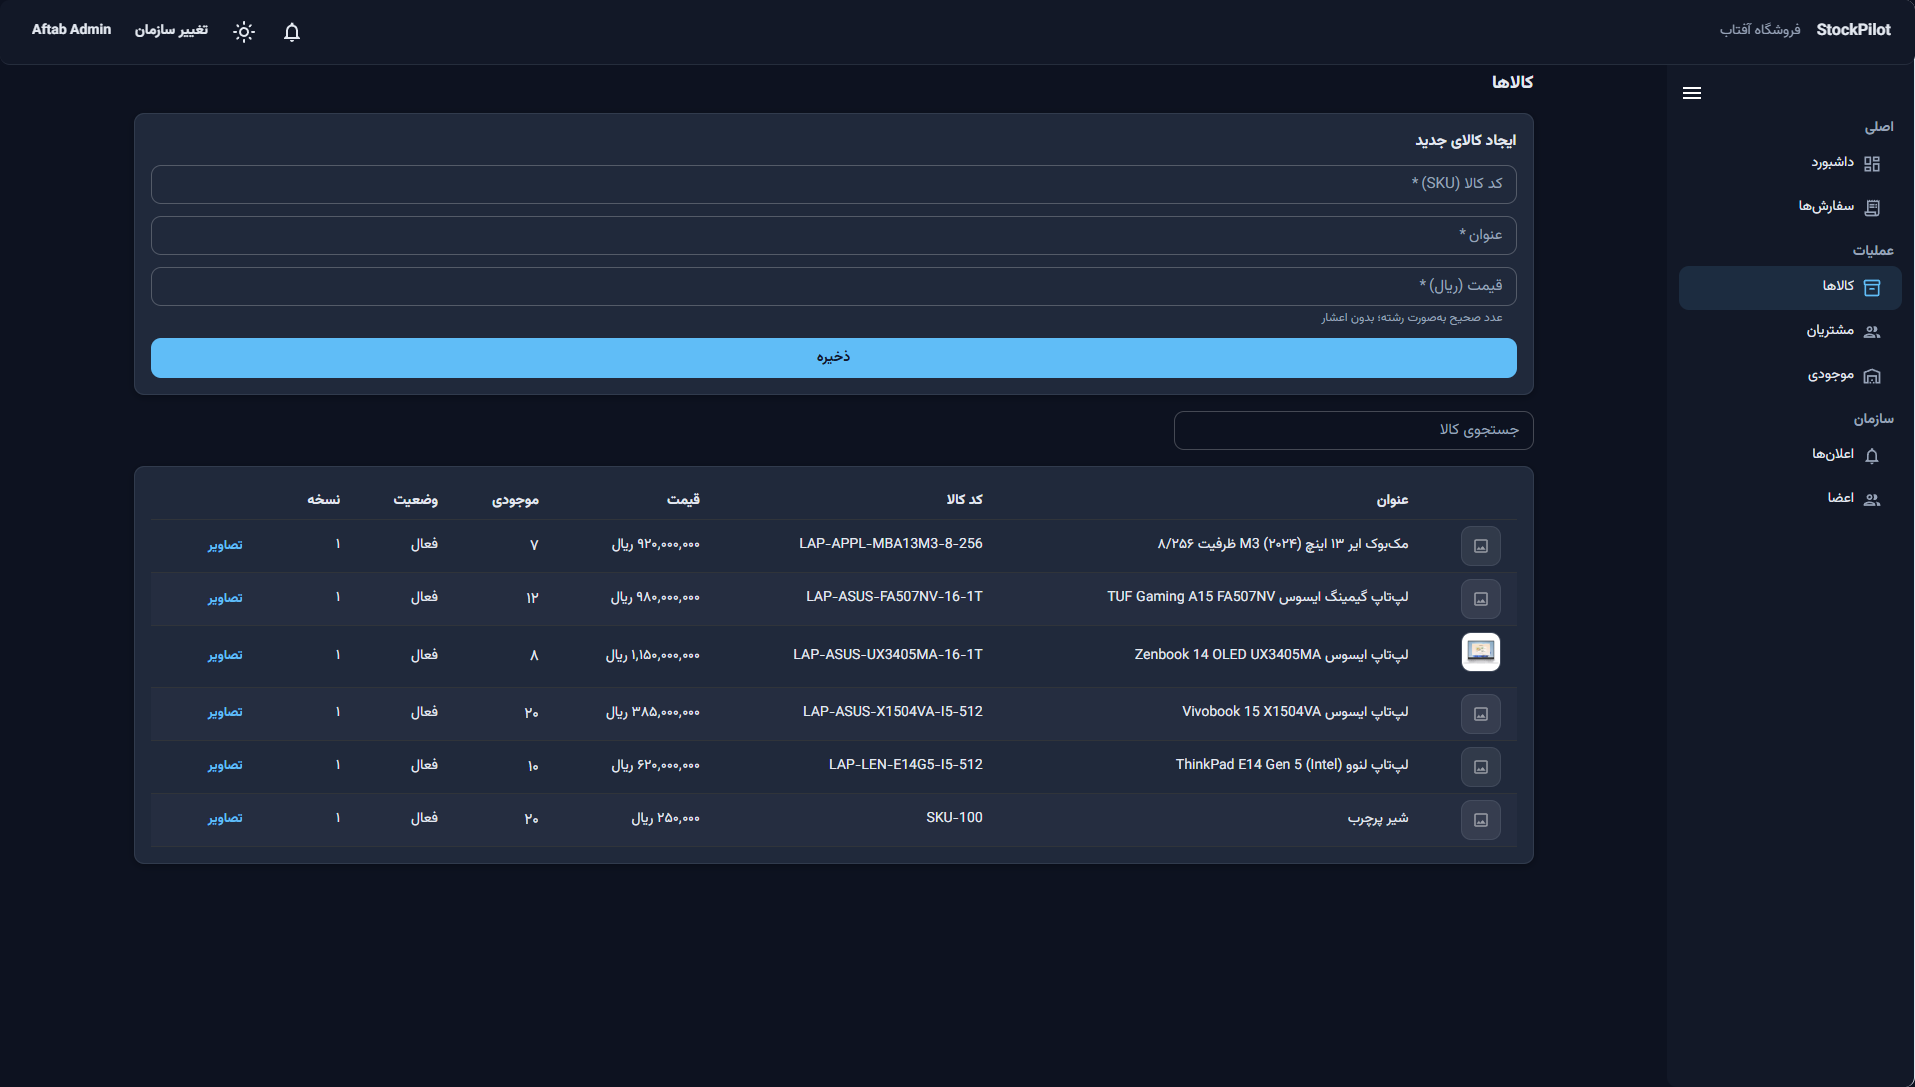 StockPilot فروشگاه آفتاب
تغییر سازمان Aftab Admin
اصلی
داشبورد
سفارش‌ها
عملیات
کالاها
مشتریان
موجودی
سازمان
اعلان‌ها
اعضا
کالاها
ایجاد کالای جدید
کد کالا (SKU) *
عنوان *
قیمت (ریال) *
عدد صحیح به‌صورت رشته؛ بدون اعشار
ذخیره
جستجوی کالا
عنوان کد کالا قیمت موجودی وضعیت نسخه
مک‌بوک ایر ۱۳ اینچ M3 (۲۰۲۴) ظرفیت ۸/۲۵۶ LAP-APPL-MBA13M3-8-256 ۹۲۰,۰۰۰,۰۰۰ ریال ۷ فعال ۱ تصاویر
لپ‌تاپ گیمینگ ایسوس TUF Gaming A15 FA507NV LAP-ASUS-FA507NV-16-1T ۹۸۰,۰۰۰,۰۰۰ ریال ۱۲ فعال ۱ تصاویر
لپ‌تاپ ایسوس Zenbook 14 OLED UX3405MA LAP-ASUS-UX3405MA-16-1T ۱,۱۵۰,۰۰۰,۰۰۰ ریال ۸ فعال ۱ تصاویر
لپ‌تاپ ایسوس Vivobook 15 X1504VA LAP-ASUS-X1504VA-I5-512 ۳۸۵,۰۰۰,۰۰۰ ریال ۲۰ فعال ۱ تصاویر
لپ‌تاپ لنوو ThinkPad E14 Gen 5 (Intel) LAP-LEN-E14G5-I5-512 ۶۲۰,۰۰۰,۰۰۰ ریال ۱۰ فعال ۱ تصاویر
شیر پرچرب SKU-100 ۲۵۰,۰۰۰ ریال ۲۰ فعال ۱ تصاویر